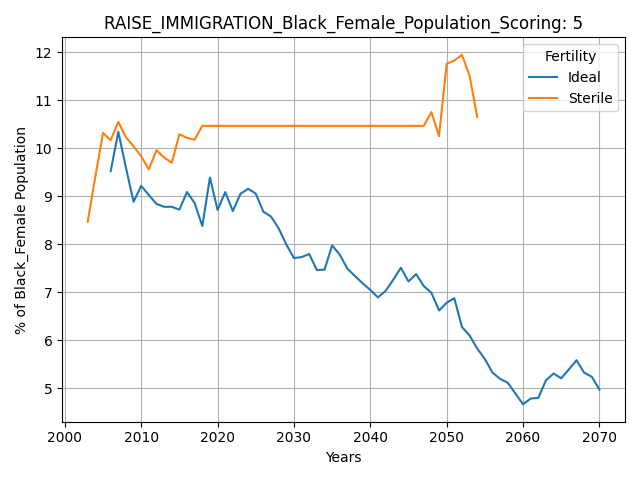 RAISE_IMMIGRATION_Black_Female_Population_Scoring: 5
Fertility
Ideal
Sterile
% of Black_Female Population
12
11
10
9
8
7
6
5
2000 2010 2020 2030 2040 2050 2060 2070
Years